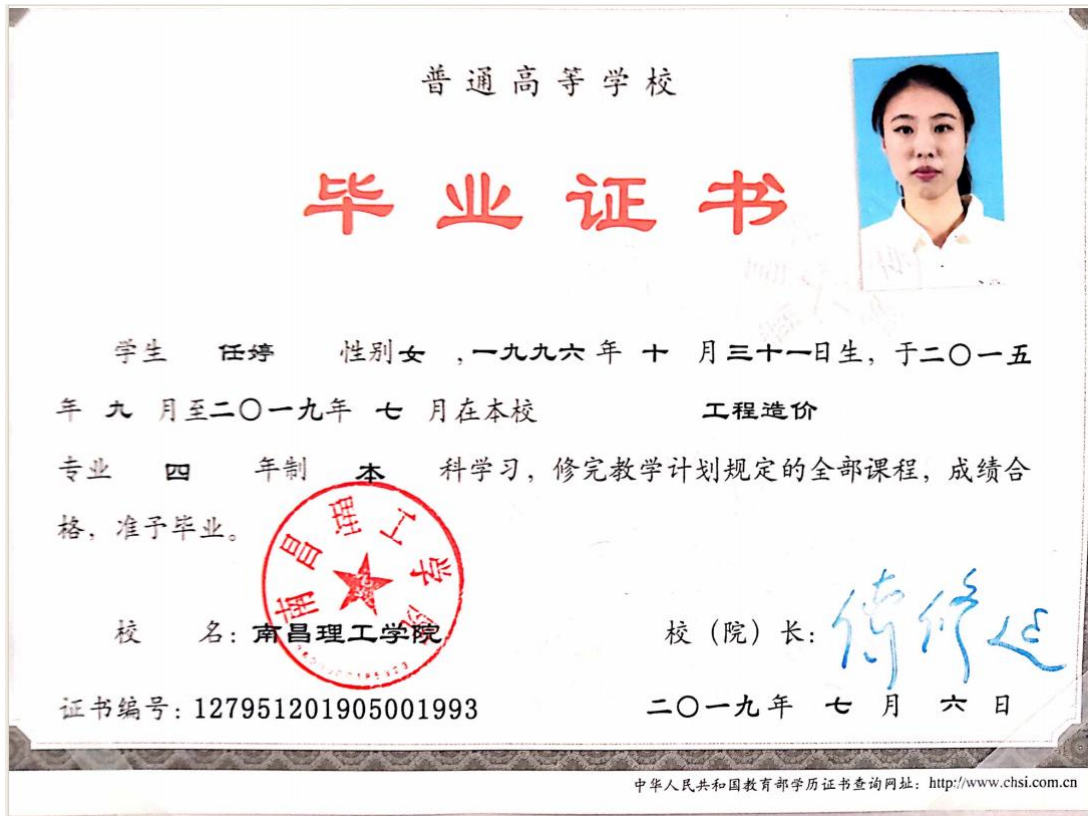 普通高等学校
毕业证书
学生 任婷 性别女 ,一九九六年 十 月三十一日生, 于二〇一五
年 九 月至二〇一九年 七 月在本校 工程造价
专业 四 年制 本 科学习, 修完教学计划规定的全部课程, 成绩合
格, 准予毕业。
南昌理工学院
校 名: 南昌理工学院 校(院)长:
证书编号: 127951201905001993 二〇一九年 七 月 六 日
中华人民共和国教育部学历证书查询网址: http://www.chsi.com.cn